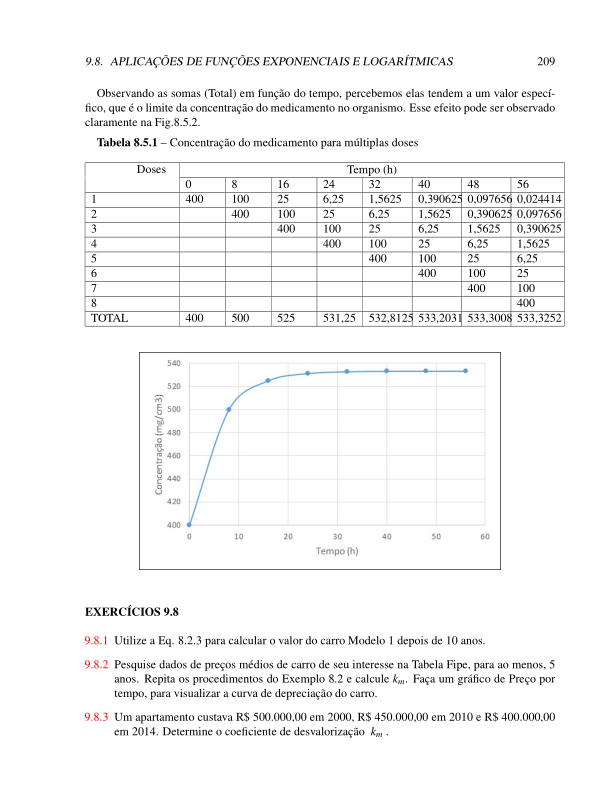 9.8. APLICAÇÕES DE FUNÇÕES EXPONENCIAIS E LOGARÍTMICAS 209
Observando as somas (Total) em função do tempo, percebemos elas tendem a um valor especí-
fico, que é o limite da concentração do medicamento no organismo. Esse efeito pode ser observado
claramente na Fig.8.5.2.
Tabela 8.5.1 – Concentração do medicamento para múltiplas doses
Doses Tempo (h)
0 8 16 24 32 40 48 56
1 400 100 25 6,25 1,5625 0,390625 0,097656 0,024414
2 400 100 25 6,25 1,5625 0,390625 0,097656
3 400 100 25 6,25 1,5625 0,390625
4 400 100 25 6,25 1,5625
5 400 100 25 6,25
6 400 100 25
7 400 100
8 400
TOTAL 400 500 525 531,25 532,8125 533,2031 533,3008 533,3252
540
520
500
480
460
440
420
400
Concentração (mg/cm3)
0 10 20 30 40 50 60
Tempo (h)
EXERCÍCIOS 9.8
9.8.1 Utilize a Eq. 8.2.3 para calcular o valor do carro Modelo 1 depois de 10 anos.
9.8.2 Pesquise dados de preços médios de carro de seu interesse na Tabela Fipe, para ao menos, 5
anos. Repita os procedimentos do Exemplo 8.2 e calcule km. Faça um gráfico de Preço por
tempo, para visualizar a curva de depreciação do carro.
9.8.3 Um apartamento custava R$ 500.000,00 em 2000, R$ 450.000,00 em 2010 e R$ 400.000,00
em 2014. Determine o coeficiente de desvalorização km .